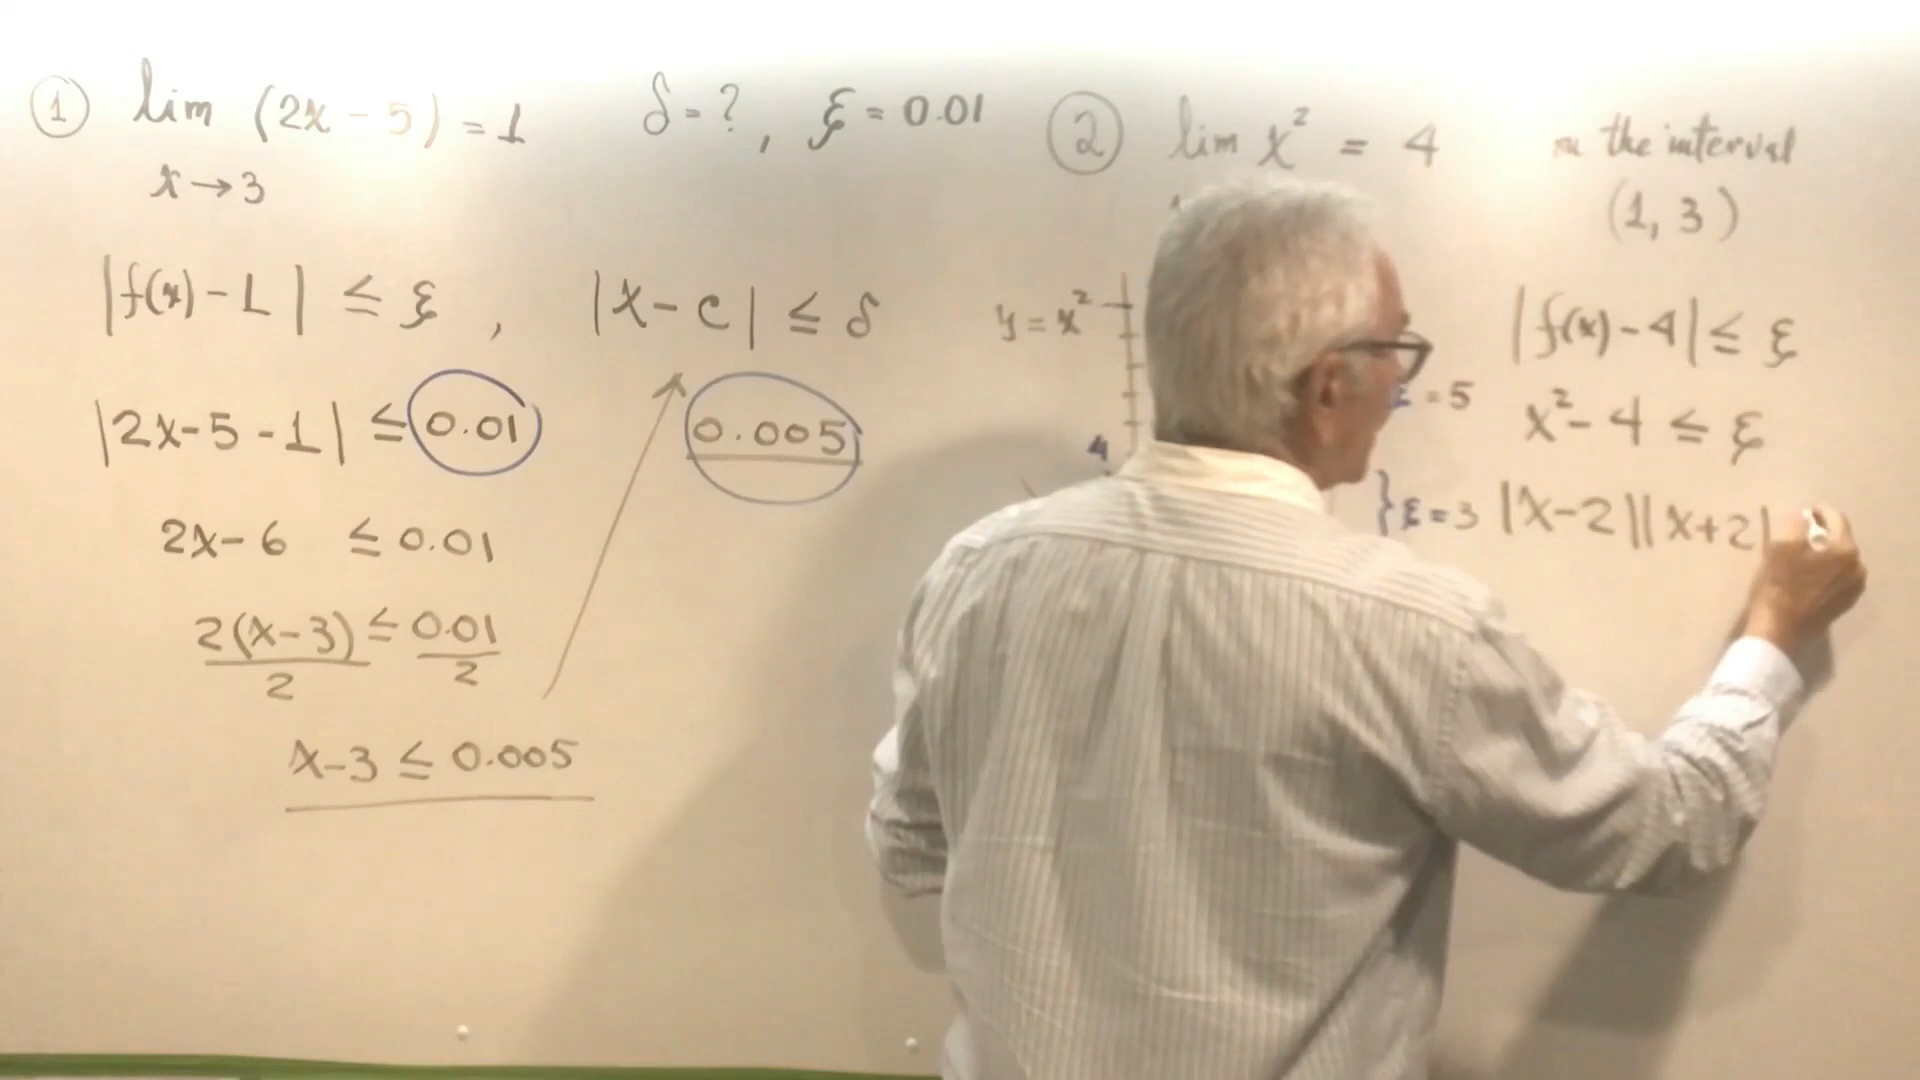 ① lim (2x - 5) = 1 δ = ?, ξ = 0.01
x → 3
|f(x) - L| ≤ ξ , |x - c| ≤ δ
|2x - 5 - 1| ≤ 0.01 0.005
2x - 6 ≤ 0.01
2(x - 3) ≤ 0.01
2 2
x - 3 ≤ 0.005
② lim x² = 4 the interval
(1, 3)
y = x²
4
= 5
} ε = 3
|f(x) - 4| ≤ ξ
x² - 4 ≤ ξ
|x - 2||x + 2|